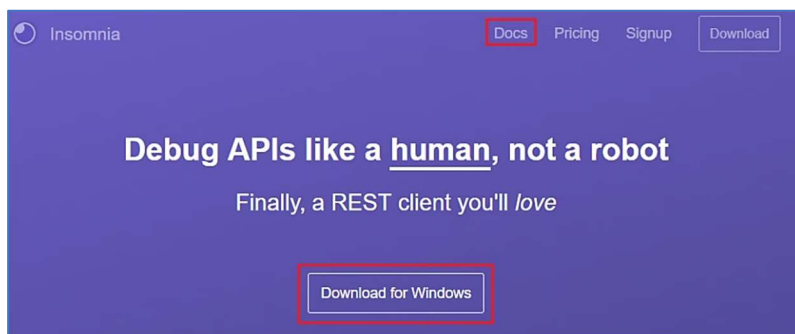 Insomnia Docs Pricing Signup Download
Debug APIs like a human, not a robot
Finally, a REST client you'll love
Download for Windows